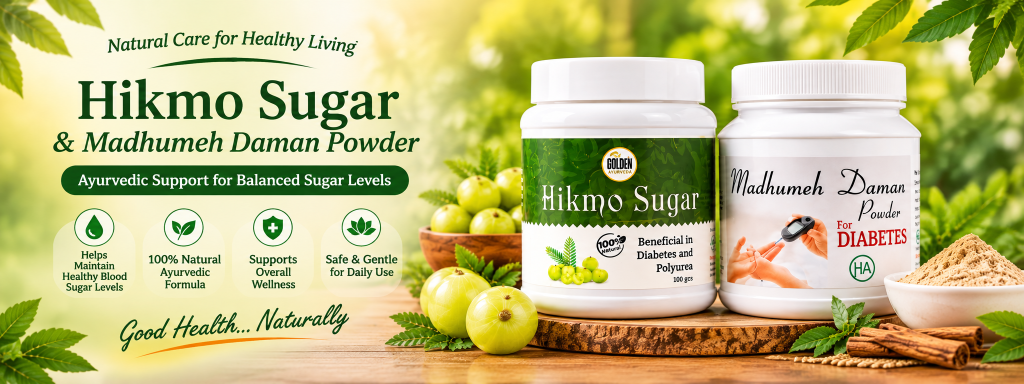 Natural Care for Healthy Living
Hikmo Sugar
& Madhumeh Daman Powder
Ayurvedic Support for Balanced Sugar Levels
Helps
Maintain
Healthy Blood
Sugar Levels
100% Natural
Ayurvedic
Formula
Supports
Overall
Wellness
Safe & Gentle
for Daily Use
Good Health... Naturally
GOLDEN
AYURVEDA
Hikmo Sugar
100%
Natural
Beneficial in
Diabetes and
Polyurea
100 gcs
Madhumeh Daman
Powder
For
DIABETES
HA